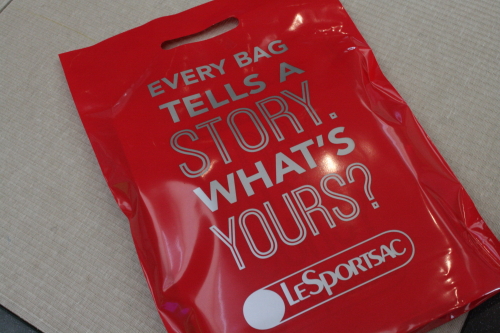 EVERY BAG
TELLS A
STORY.
WHAT'S
YOURS?
LESPORTSAC